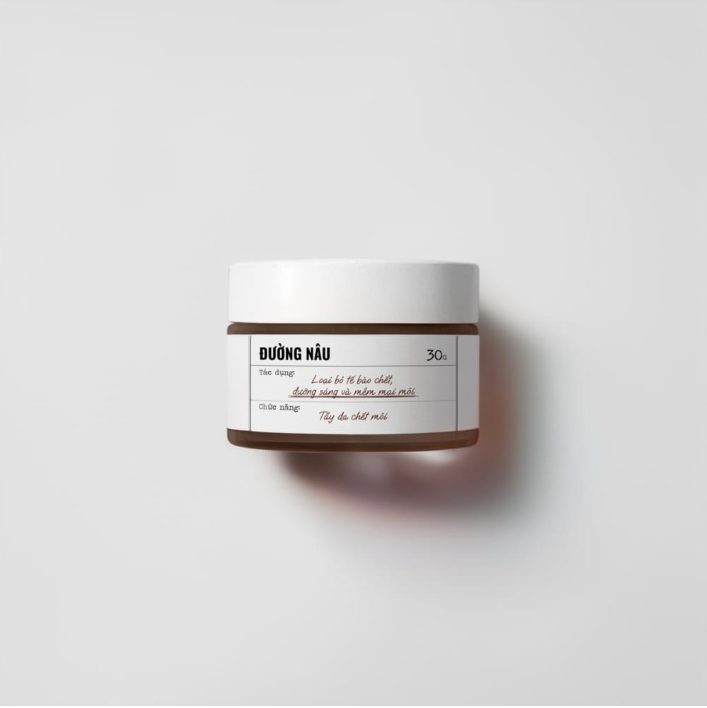 ĐƯỜNG NÂU 30G
Tác dụng:
Loại bỏ tế bào chết,
dưỡng sáng và mềm mại môi
Chức năng:
Tẩy da chết môi